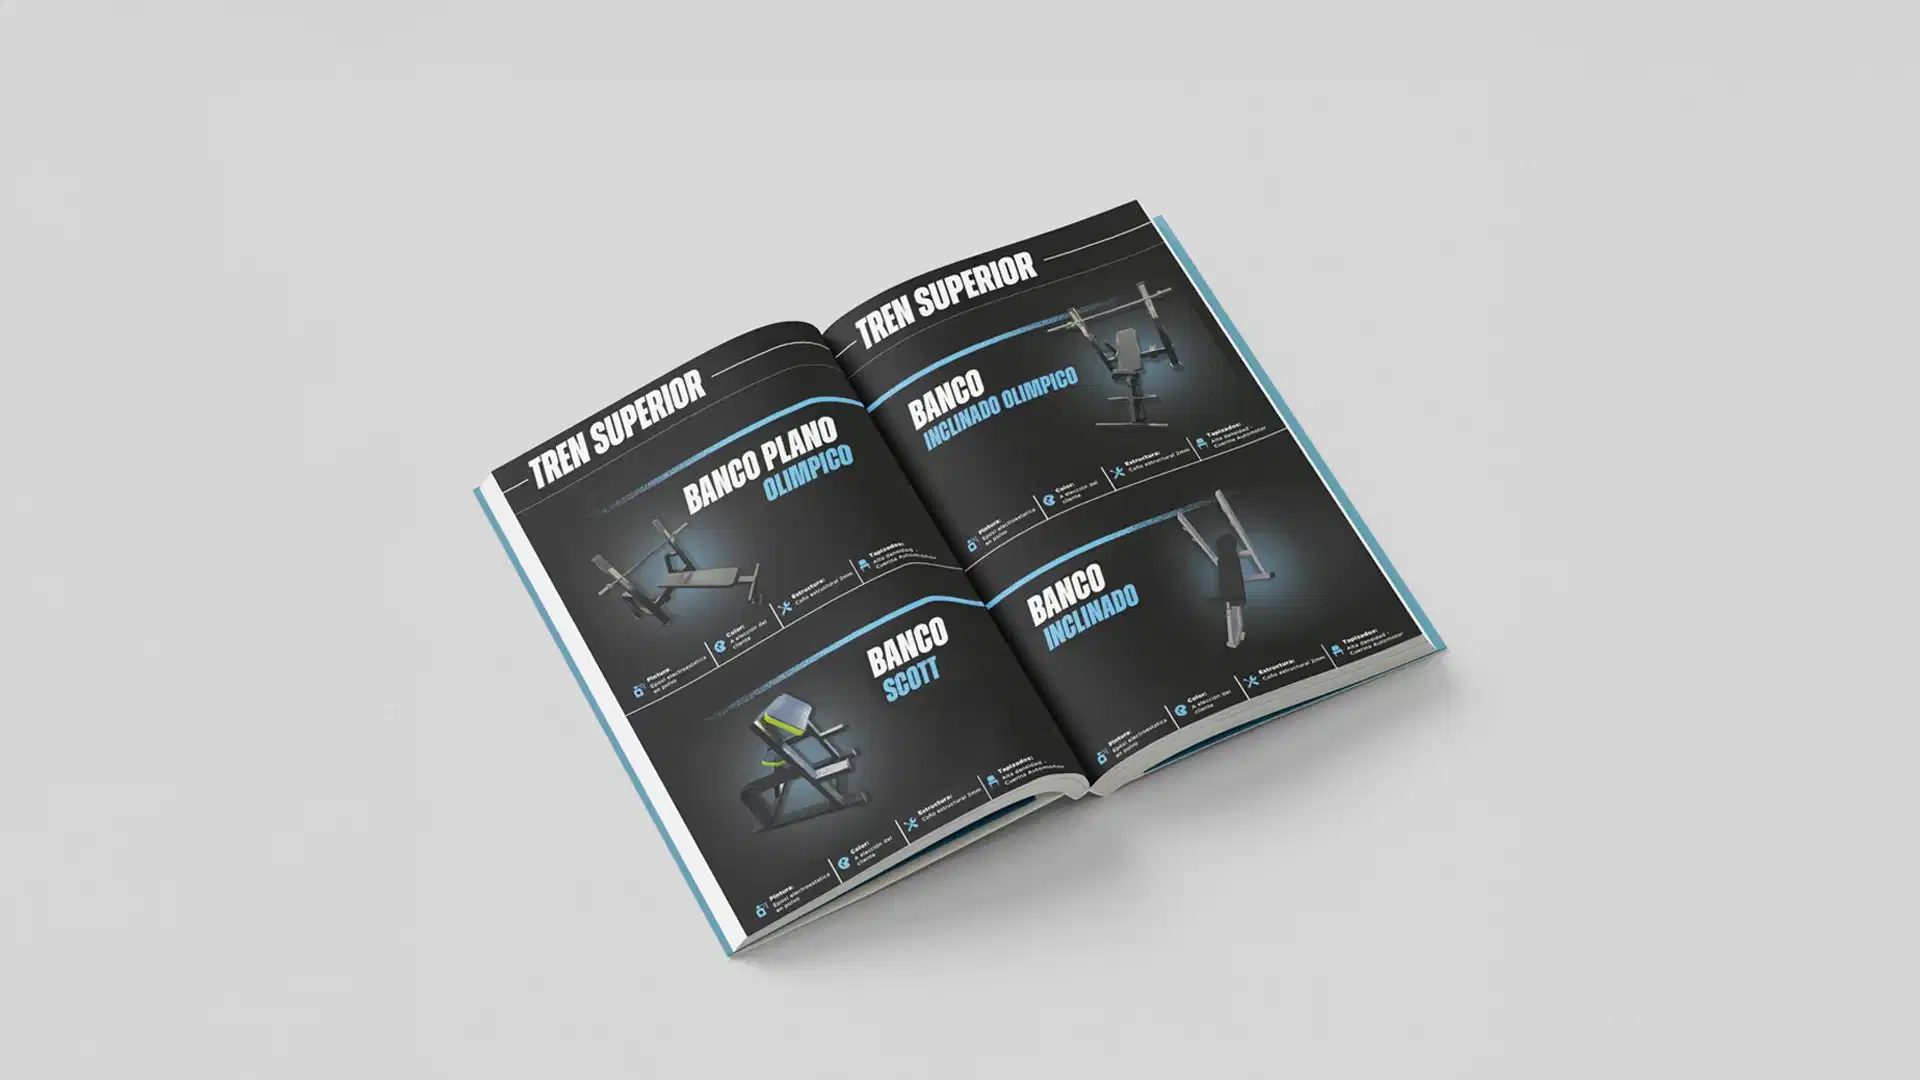 TREN SUPERIOR
BANCO PLANO
OLIMPICO
Pintura:
Epoxi electroestatica
en polvo
Color:
A elección del
cliente
Estructura:
Caño estructural 2mm
Tapizados:
Alta densidad -
Cuerina Automotor
BANCO
SCOTT
Pintura:
Epoxi electroestatica
en polvo
Color:
A elección del
cliente
Estructura:
Caño estructural 2mm
Tapizados:
Alta densidad -
Cuerina Automotor
TREN SUPERIOR
BANCO
INCLINADO OLIMPICO
Pintura:
Epoxi electroestatica
en polvo
Color:
A elección del
cliente
Estructura:
Caño estructural 2mm
Tapizados:
Alta densidad -
Cuerina Automotor
BANCO
INCLINADO
Pintura:
Epoxi electroestatica
en polvo
Color:
A elección del
cliente
Estructura:
Caño estructural 2mm
Tapizados:
Alta densidad -
Cuerina Automotor